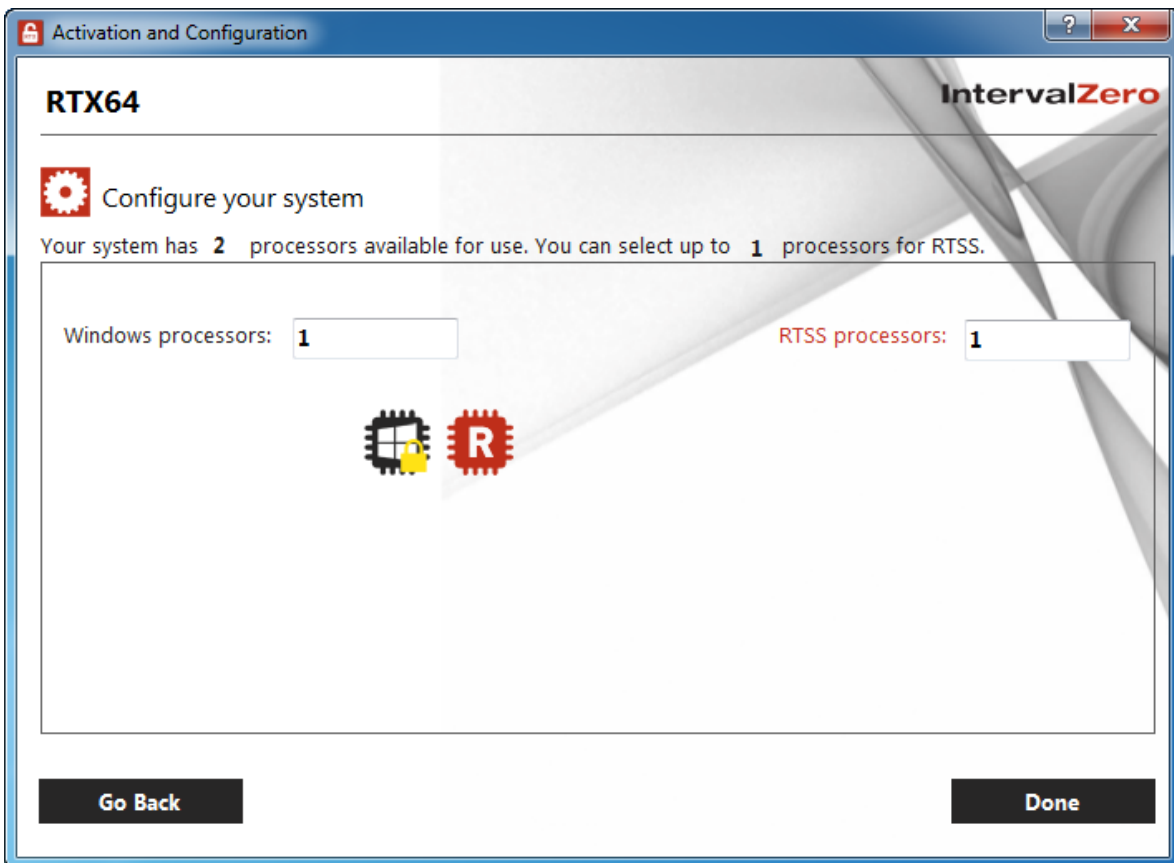 Activation and Configuration
RTX64
IntervalZero
Configure your system
Your system has 2 processors available for use. You can select up to 1 processors for RTSS.
Windows processors: 1
RTSS processors: 1
R
Go Back
Done